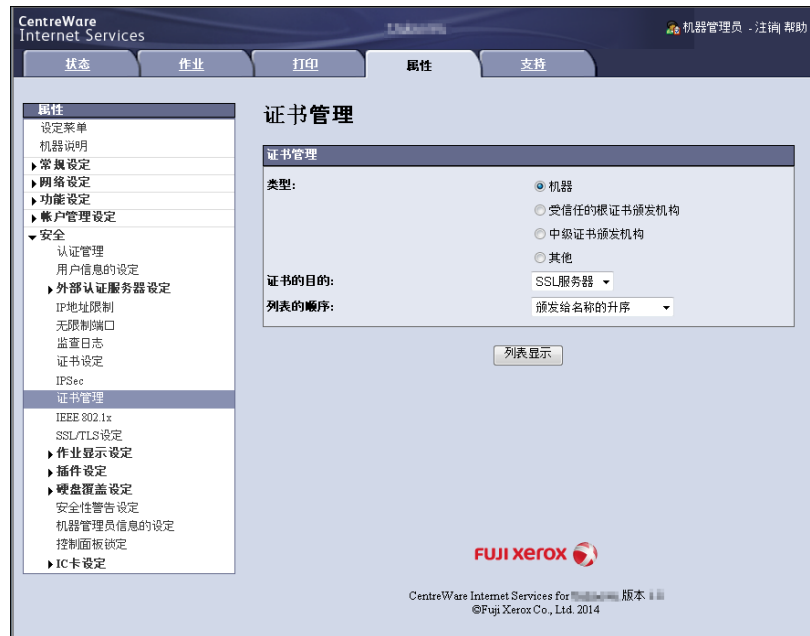 CentreWare
Internet Services
机器管理员 - 注销 帮助
状态 作业 打印 属性 支持
属性
设定菜单
机器说明
常规设定
网络设定
功能设定
帐户管理设定
安全
认证管理
用户信息的设定
外部认证服务器设定
IP地址限制
无限制端口
监查日志
证书设定
IPSec
证书管理
IEEE 802.1x
SSL/TLS设定
作业显示设定
插件设定
硬盘覆盖设定
安全性警告设定
机器管理员信息的设定
控制面板锁定
IC卡设定
证书管理
证书管理
类型:
机器
受信任的根证书颁发机构
中级证书颁发机构
其他
证书的目的: SSL服务器
列表的顺序: 颁发给名称的升序
列表显示
FUJI xerox
CentreWare Internet Services for 版本
©Fuji Xerox Co., Ltd. 2014